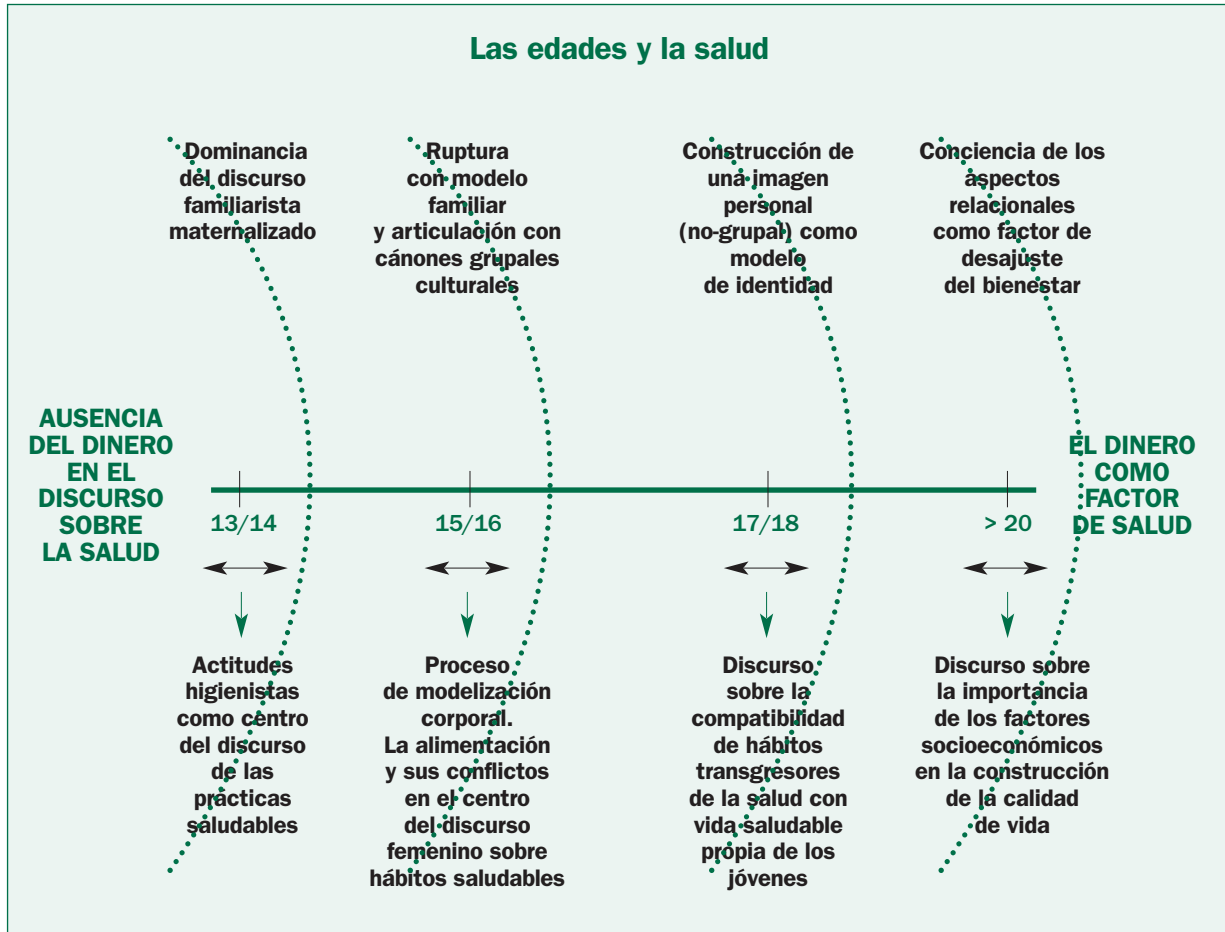 Las edades y la salud
Dominancia
del discurso
familiarista
maternalizado
Ruptura
con modelo
familiar
y articulación con
cánones grupales
culturales
Construcción de
una imagen
personal
(no-grupal) como
modelo
de identidad
Conciencia de los
aspectos
relacionales
como factor de
desajuste
del bienestar
AUSENCIA
DEL DINERO
EN EL
DISCURSO
SOBRE
LA SALUD
13/14
15/16
17/18
> 20
EL DINERO
COMO
FACTOR
DE SALUD
Actitudes
higienistas
como centro
del discurso
de las
prácticas
saludables
Proceso
de modelización
corporal.
La alimentación
y sus conflictos
en el centro
del discurso
femenino sobre
hábitos saludables
Discurso
sobre la
compatibilidad
de hábitos
transgresores
de la salud con
vida saludable
propia de los
jóvenes
Discurso sobre
la importancia
de los factores
socioeconómicos
en la construcción
de la calidad
de vida